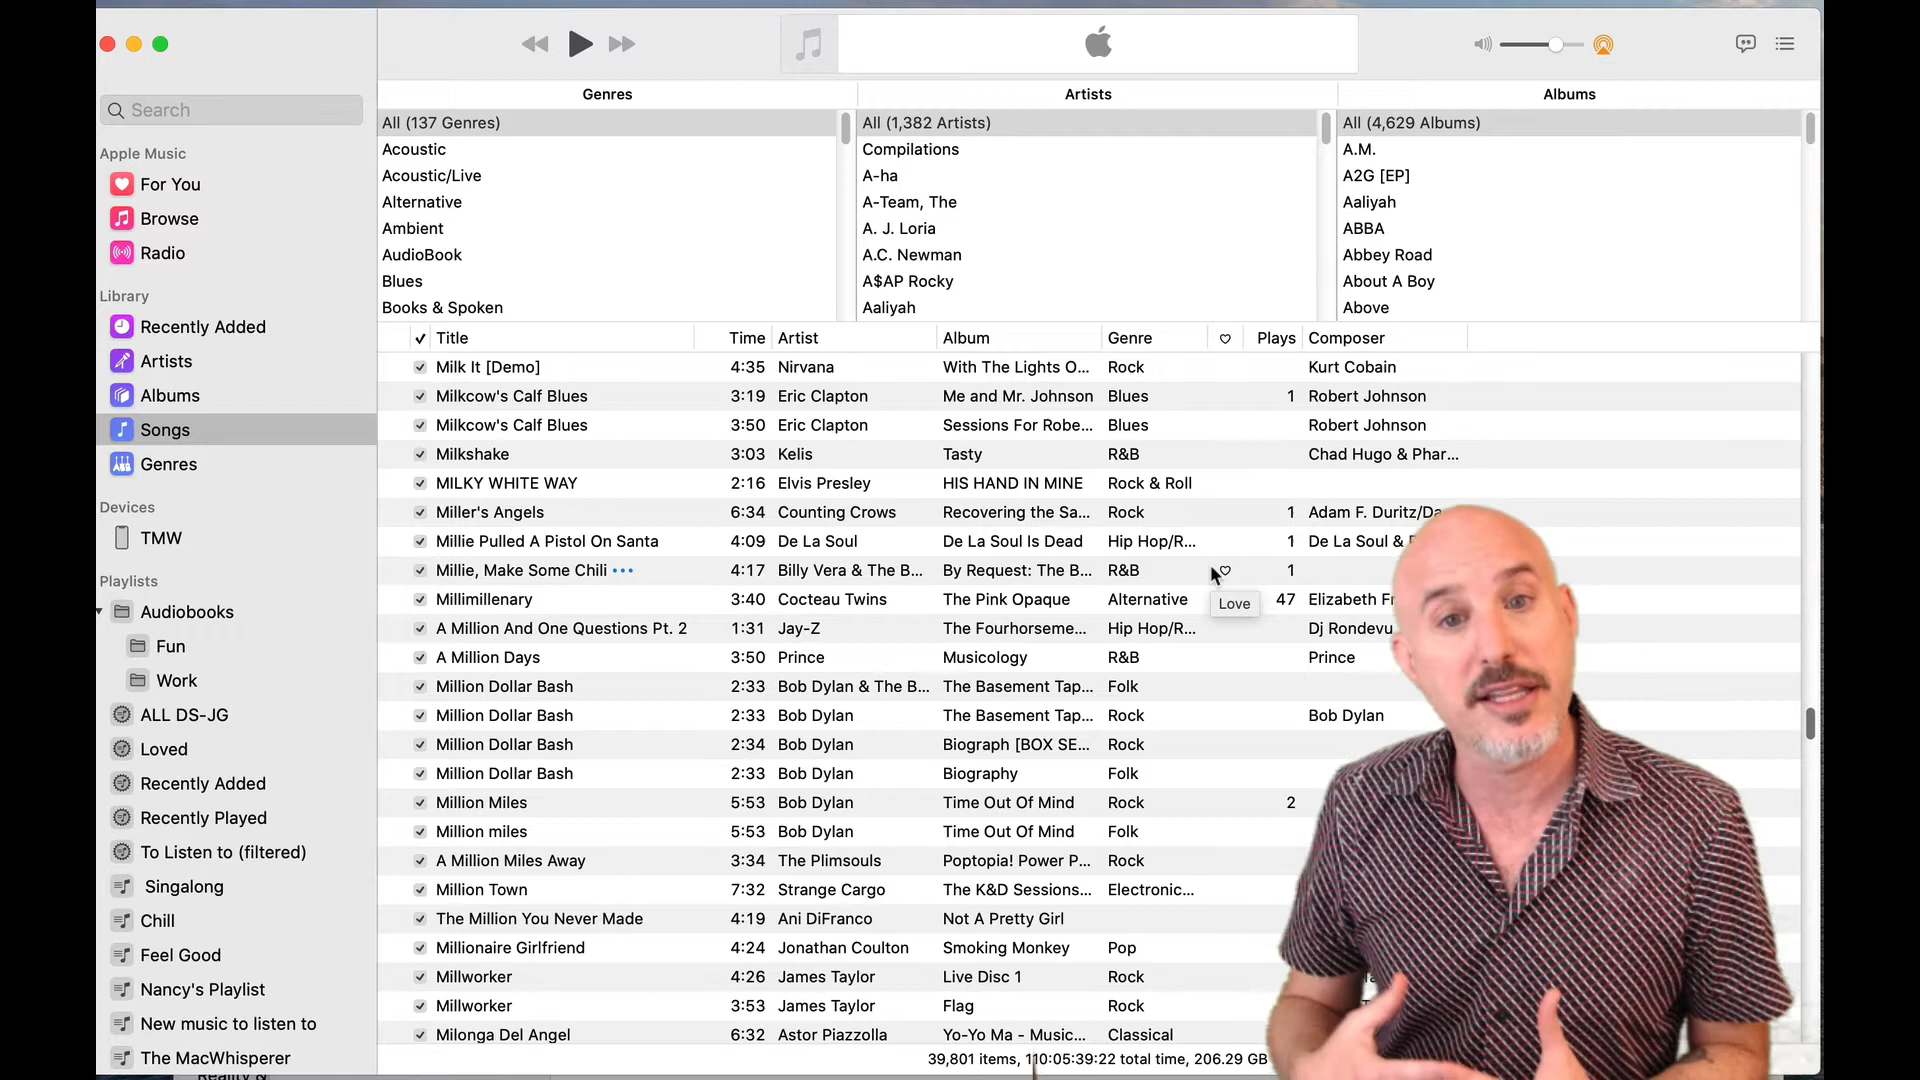 Search
Apple Music
For You
Browse
Radio
Library
Recently Added
Artists
Albums
Songs
Genres
Devices
TMW
Playlists
Audiobooks
Fun
Work
ALL DS-JG
Loved
Recently Added
Recently Played
To Listen to (filtered)
Singalong
Chill
Feel Good
Nancy's Playlist
New music to listen to
The MacWhisperer
Genres
All (137 Genres)
Acoustic
Acoustic/Live
Alternative
Ambient
AudioBook
Blues
Books & Spoken
Artists
All (1,382 Artists)
Compilations
A-ha
A-Team, The
A. J. Loria
A.C. Newman
A$AP Rocky
Aaliyah
Albums
All (4,629 Albums)
A.M.
A2G [EP]
Aaliyah
ABBA
Abbey Road
About A Boy
Above
✓ Title Time Artist Album Genre ♡ Plays Composer
Milk It [Demo] 4:35 Nirvana With The Lights O... Rock Kurt Cobain
Milkcow's Calf Blues 3:19 Eric Clapton Me and Mr. Johnson Blues 1 Robert Johnson
Milkcow's Calf Blues 3:50 Eric Clapton Sessions For Robe... Blues Robert Johnson
Milkshake 3:03 Kelis Tasty R&B Chad Hugo & Phar...
MILKY WHITE WAY 2:16 Elvis Presley HIS HAND IN MINE Rock & Roll
Miller's Angels 6:34 Counting Crows Recovering the Sa... Rock 1 Adam F. Duritz/Da
Millie Pulled A Pistol On Santa 4:09 De La Soul De La Soul Is Dead Hip Hop/R... 1 De La Soul &
Millie, Make Some Chili ••• 4:17 Billy Vera & The B... By Request: The B... R&B ♡ 1
Millimillenary 3:40 Cocteau Twins The Pink Opaque Alternative 47 Elizabeth
Love
A Million And One Questions Pt. 2 1:31 Jay-Z The Fourhorseme... Hip Hop/R... Dj Rondevu
A Million Days 3:50 Prince Musicology R&B Prince
Million Dollar Bash 2:33 Bob Dylan & The B... The Basement Tap... Folk
Million Dollar Bash 2:33 Bob Dylan The Basement Tap... Rock Bob Dylan
Million Dollar Bash 2:34 Bob Dylan Biograph [BOX SE... Rock
Million Dollar Bash 2:33 Bob Dylan Biography Folk
Million Miles 5:53 Bob Dylan Time Out Of Mind Rock 2
Million miles 5:53 Bob Dylan Time Out Of Mind Folk
A Million Miles Away 3:34 The Plimsouls Poptopia! Power P... Rock
Million Town 7:32 Strange Cargo The K&D Sessions... Electronic...
The Million You Never Made 4:19 Ani DiFranco Not A Pretty Girl
Millionaire Girlfriend 4:24 Jonathan Coulton Smoking Monkey Pop
Millworker 4:26 James Taylor Live Disc 1 Rock
Millworker 3:53 James Taylor Flag Rock
Milonga Del Angel 6:32 Astor Piazzolla Yo-Yo Ma - Music... Classical
39,801 items, 110:05:39:22 total time, 206.29 GB